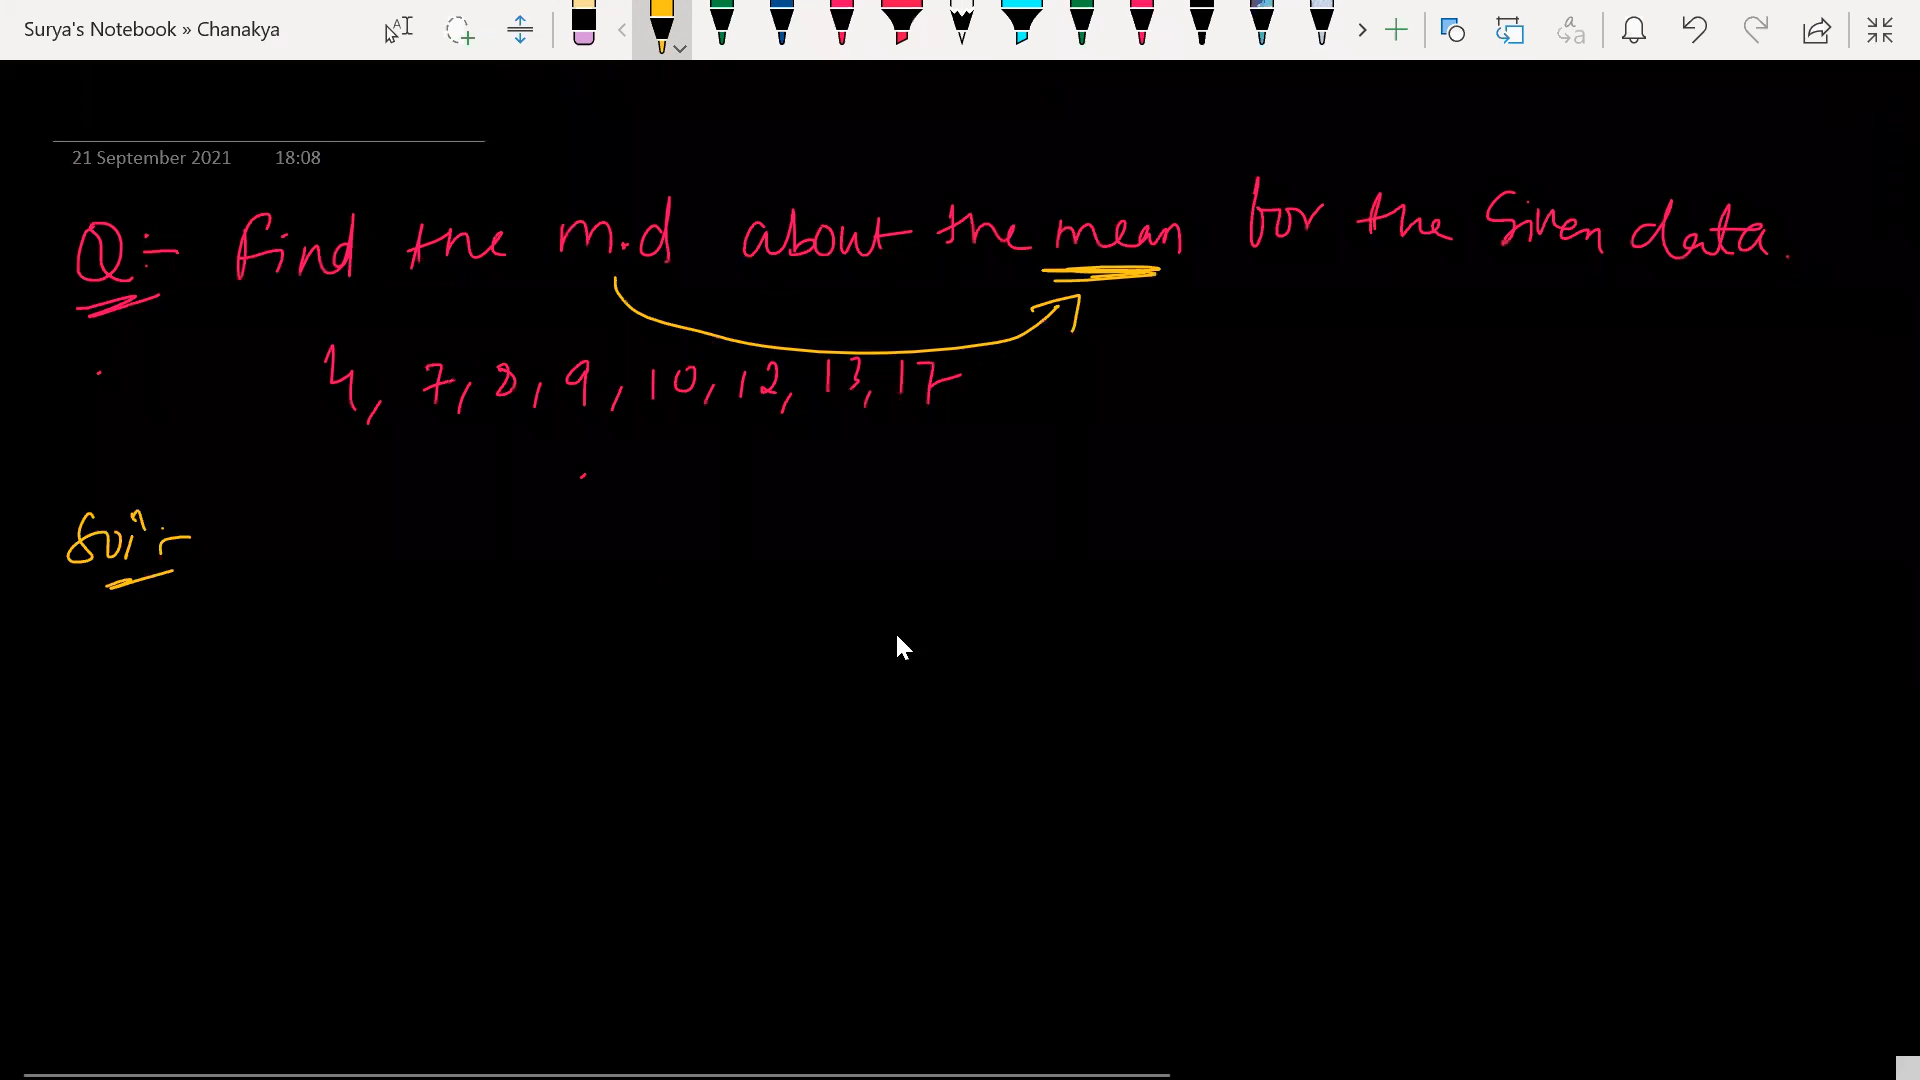 Surya's Notebook » Chanakya
21 September 2021 18:08
Q:- find the m.d about the mean for the Given data.
4, 7, 8, 9, 10, 12, 13, 17
Solⁿ :-